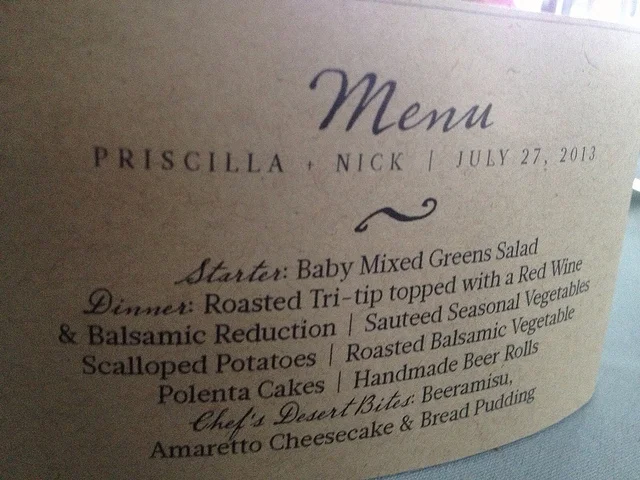 Menu
PRISCILLA + NICK | JULY 27, 2013
Starter: Baby Mixed Greens Salad
Dinner: Roasted Tri-tip topped with a Red Wine
& Balsamic Reduction | Sauteed Seasonal Vegetables
Scalloped Potatoes | Roasted Balsamic Vegetable
Polenta Cakes | Handmade Beer Rolls
Chef's Desert Bites: Beeramisu,
Amaretto Cheesecake & Bread Pudding